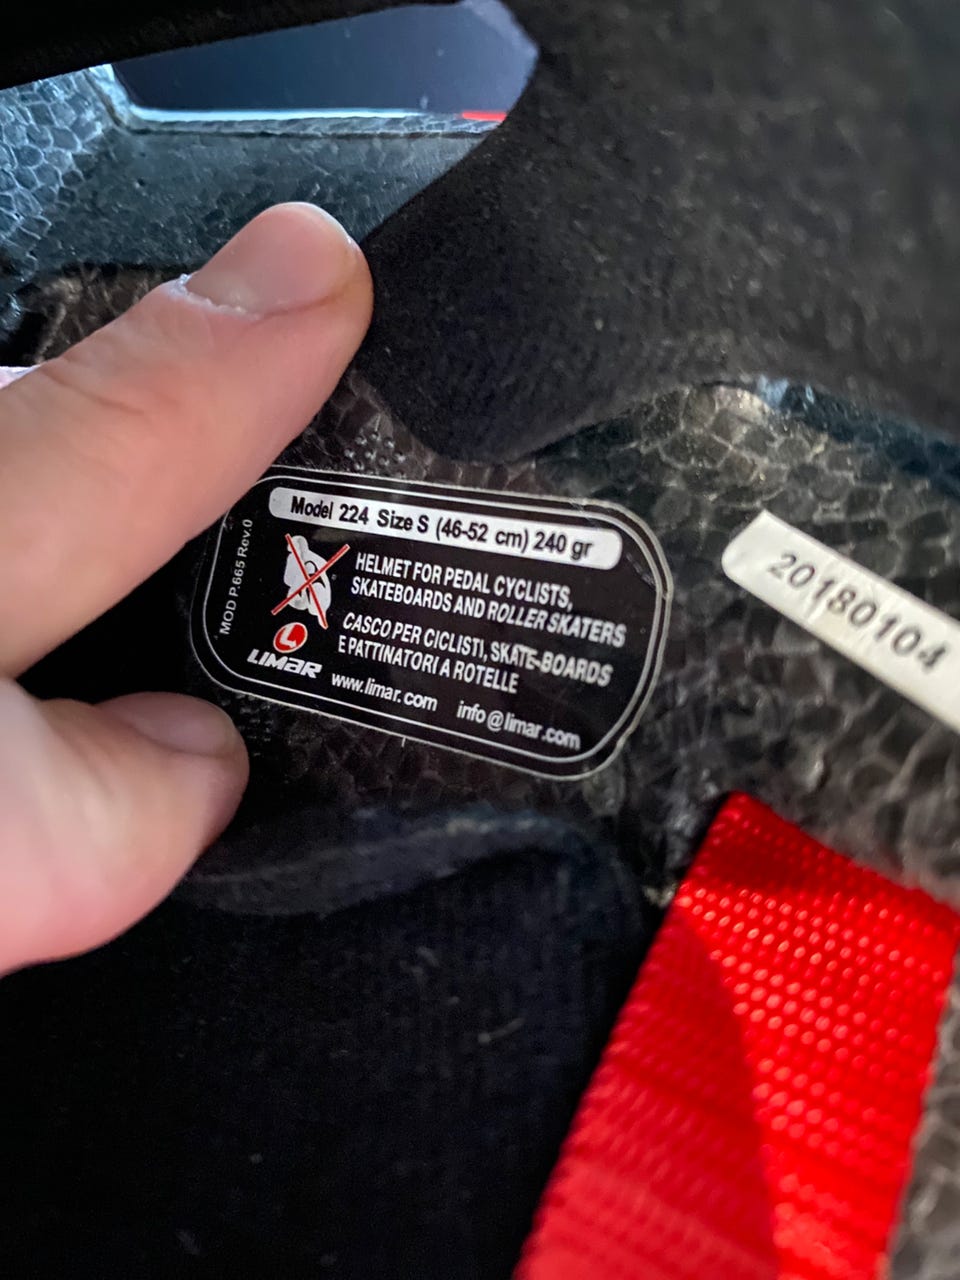 Model 224 Size S (46-52 cm) 240 gr
HELMET FOR PEDAL CYCLISTS,
SKATEBOARDS AND ROLLER SKATERS
CASCO PER CICLISTI, SKATE-BOARDS
E PATTINATORI A ROTELLE
LIMAR
www.limar.com info@limar.com
MOD P.665 Rev.0
20180104